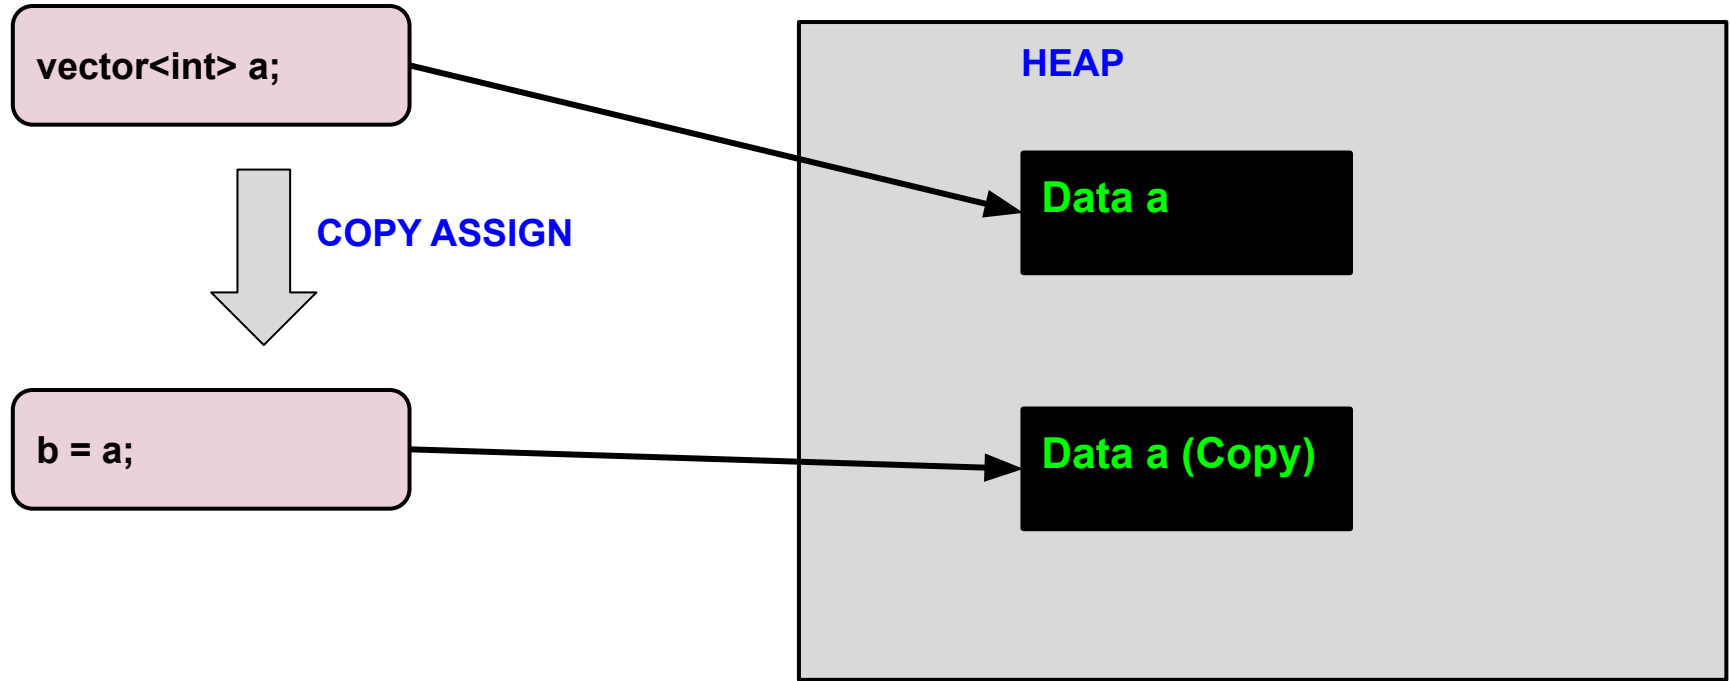 vector<int> a;
HEAP
Data a
COPY ASSIGN
b = a;
Data a (Copy)